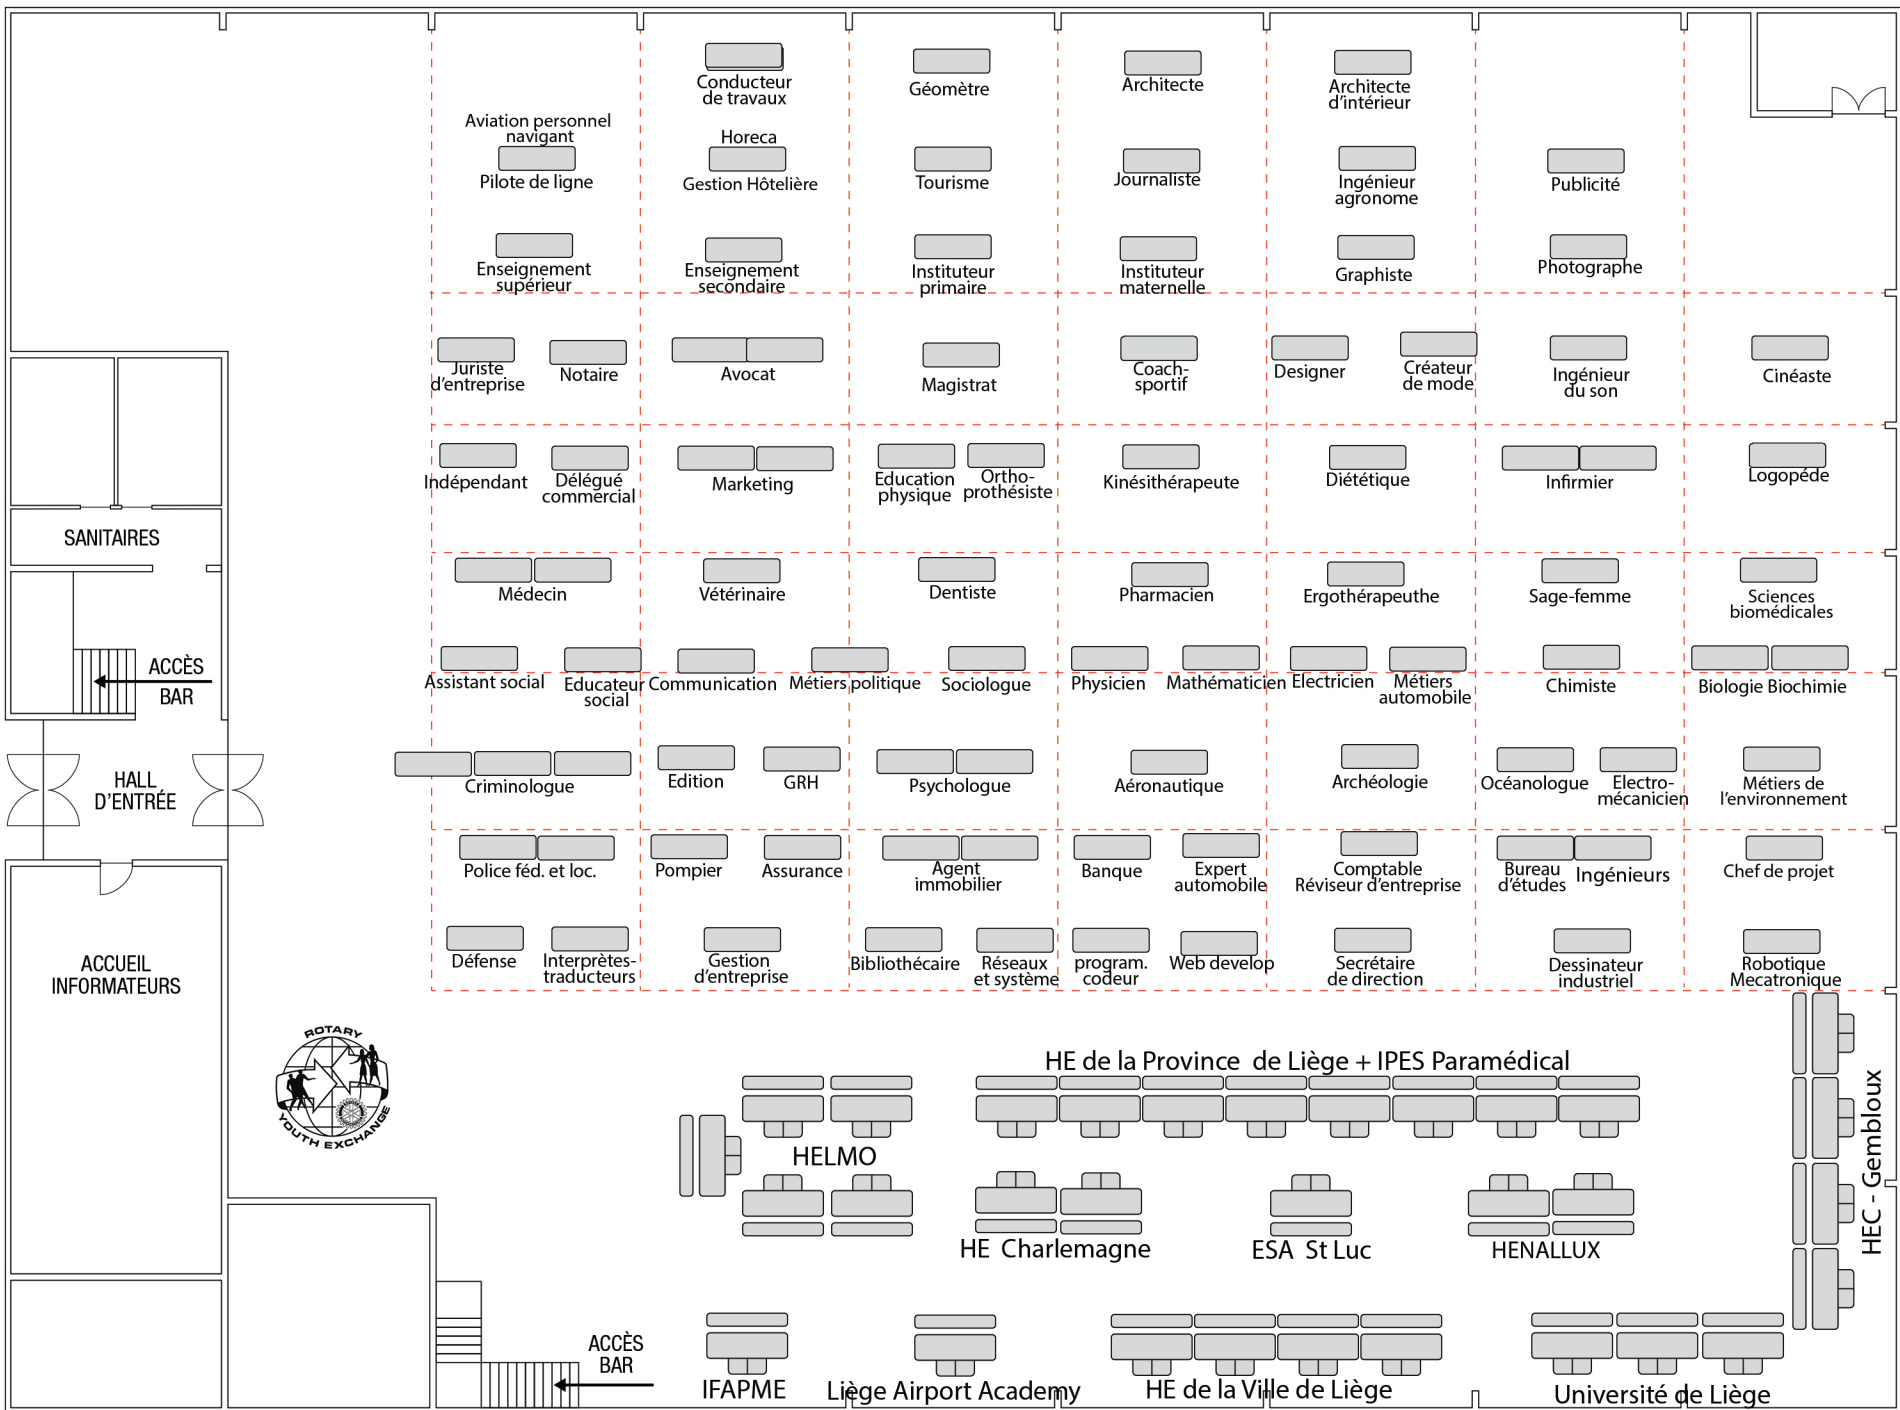 Conducteur
de travaux
Géomètre
Architecte
Architecte
d'intérieur
Aviation personnel
navigant
Pilote de ligne
Horeca
Gestion Hôtelière
Tourisme
Journaliste
Ingénieur
agronome
Publicité
Enseignement
supérieur
Enseignement
secondaire
Instituteur
primaire
Instituteur
maternelle
Graphiste
Photographe
Juriste
d'entreprise
Notaire
Avocat
Magistrat
Coach-
sportif
Designer
Créateur
de mode
Ingénieur
du son
Cinéaste
Indépendant
Délégué
commercial
Marketing
Education
physique
Ortho-
prothésiste
Kinésithérapeute
Diététique
Infirmier
Logopéde
SANITAIRES
Médecin
Vétérinaire
Dentiste
Pharmacien
Ergothérapeuthe
Sage-femme
Sciences
biomédicales
ACCÈS
BAR
Assistant social
Educateur
social
Communication
Métiers politique
Sociologue
Physicien
Mathématicien
Electricien
Métiers
automobile
Chimiste
Biologie Biochimie
HALL
D'ENTRÉE
Criminologue
Edition
GRH
Psychologue
Aéronautique
Archéologie
Océanologue
Electro-
mécanicien
Métiers de
l'environnement
Police féd. et loc.
Pompier
Assurance
Agent
immobilier
Banque
Expert
automobile
Comptable
Réviseur d'entreprise
Bureau
d'études
Ingénieurs
Chef de projet
ACCUEIL
INFORMATEURS
Défense
Interprètes-
traducteurs
Gestion
d'entreprise
Bibliothécaire
Réseaux
et système
program.
codeur
Web develop
Secrétaire
de direction
Dessinateur
industriel
Robotique
Mecatronique
ROTARY
YOUTH EXCHANGE
HE de la Province de Liège + IPES Paramédical
HELMO
HEC - Gembloux
HE Charlemagne
ESA St Luc
HENALLUX
ACCÈS
BAR
IFAPME
Liège Airport Academy
HE de la Ville de Liège
Université de Liège